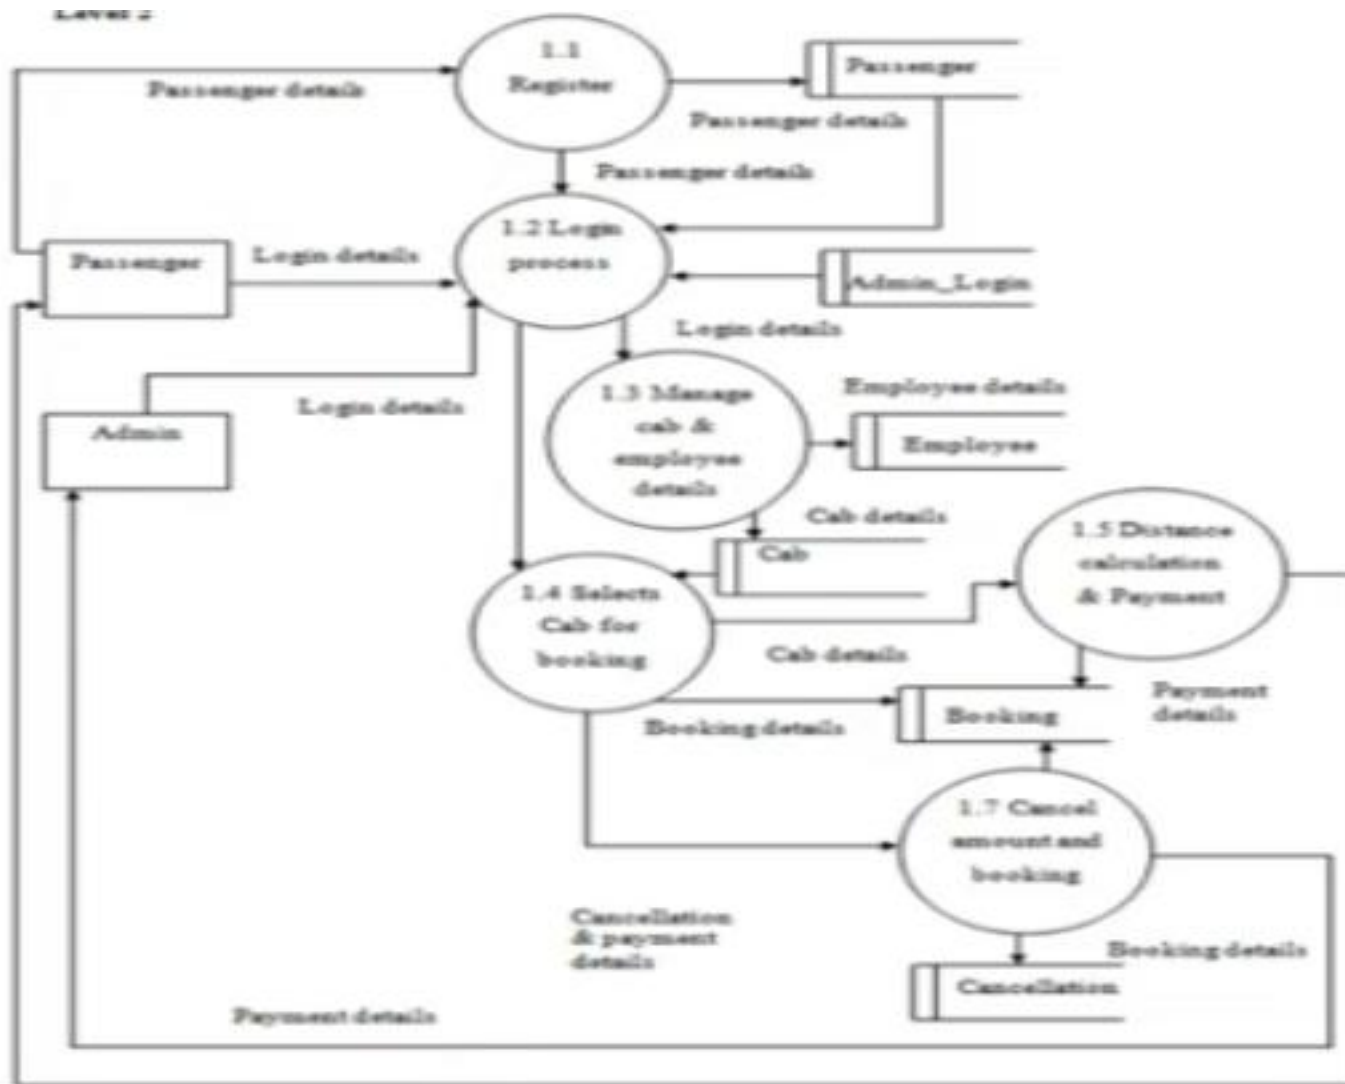 1.1
Register
Passenger
Passenger details
Passenger details
Passenger details
1.2 Login
process
Passenger
Login details
Admin_Login
Login details
1.3 Manage
cab &
employee
details
Employee details
Employee
Login details
Admin
Cab details
Cab
1.5 Distance
calculation
& Payment
1.4 Selects
Cab for
booking
Cab details
Payment
details
Booking
Booking details
1.7 Cancel
amount and
booking
Cancellation
& payment
details
Booking details
Cancellation
Payment details